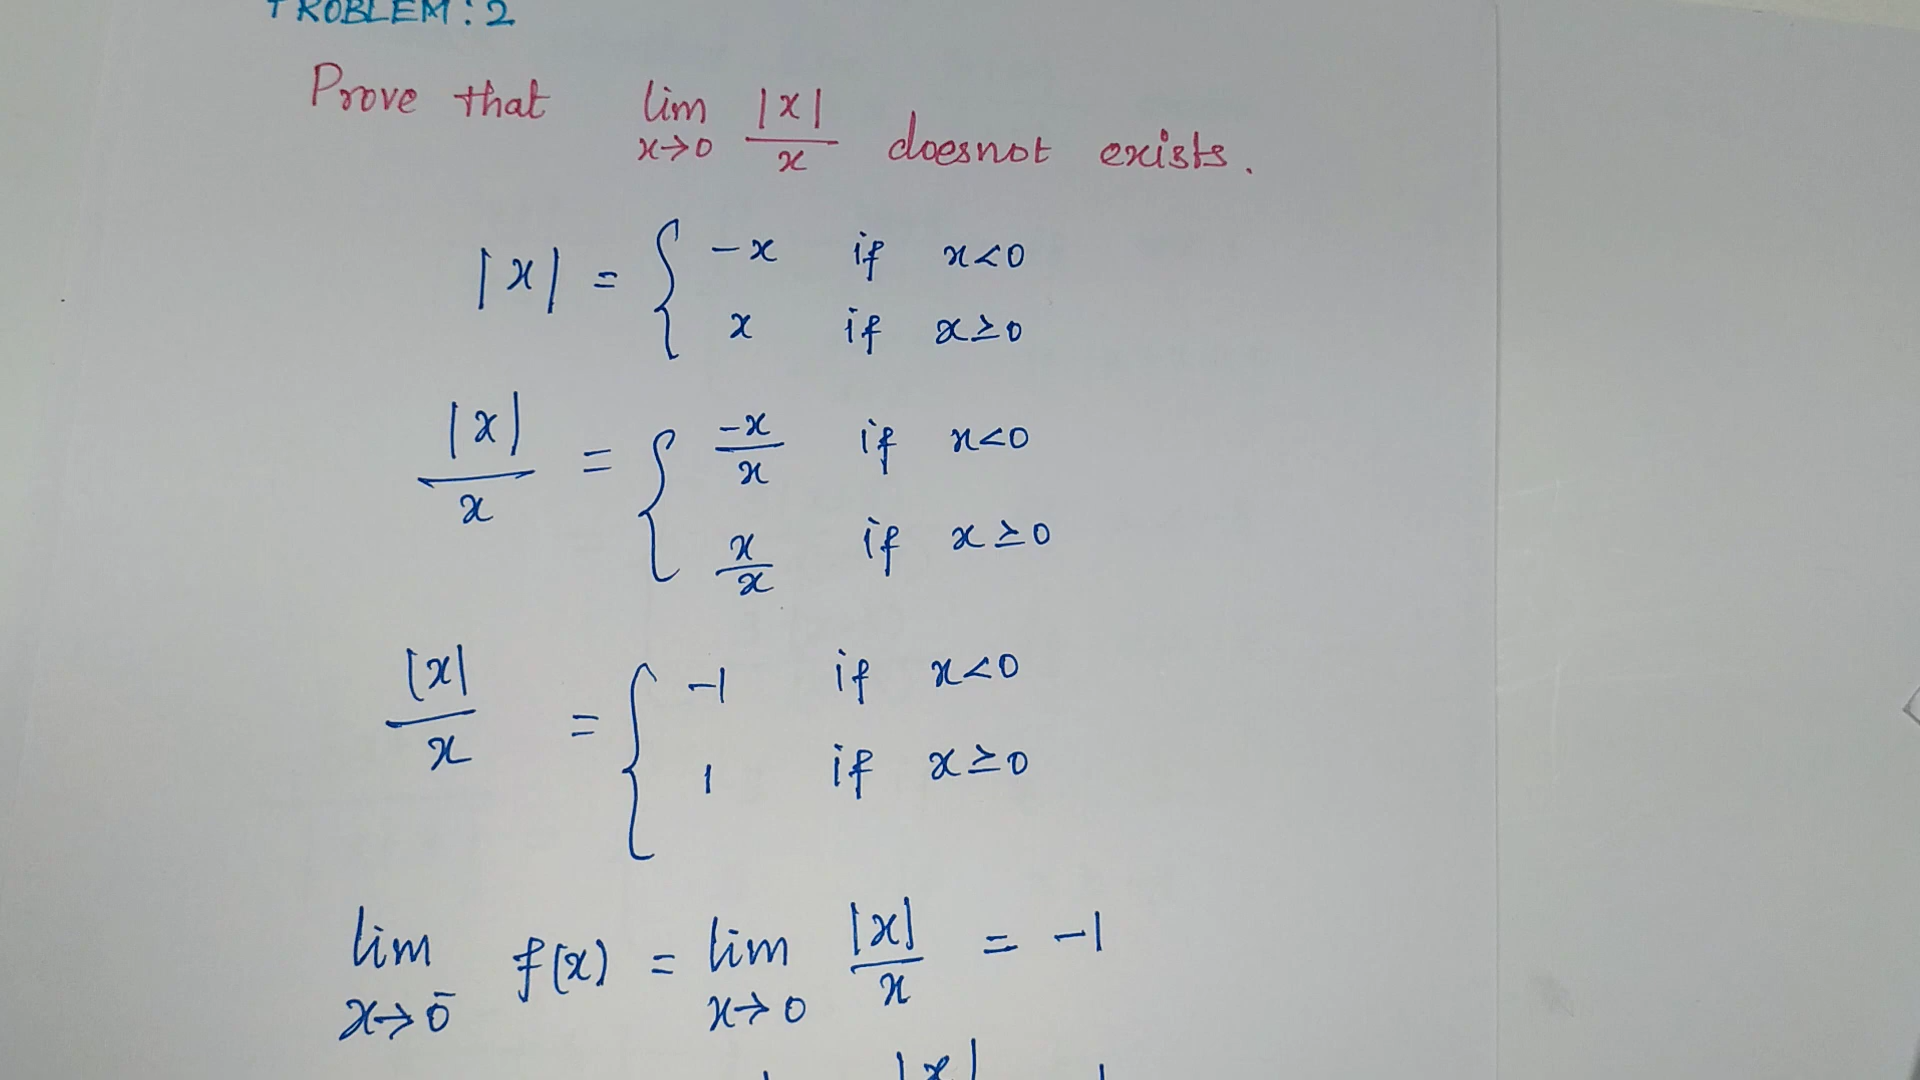 PROBLEM : 2
Prove that lim x→0 |x|/x doesnot exists.
|x| = { -x if x<0
x if x≥0
|x|/x = { -x/x if x<0
x/x if x≥0
|x|/x = { -1 if x<0
1 if x≥0
lim x→0⁻ f(x) = lim x→0 |x|/x = -1
|x|